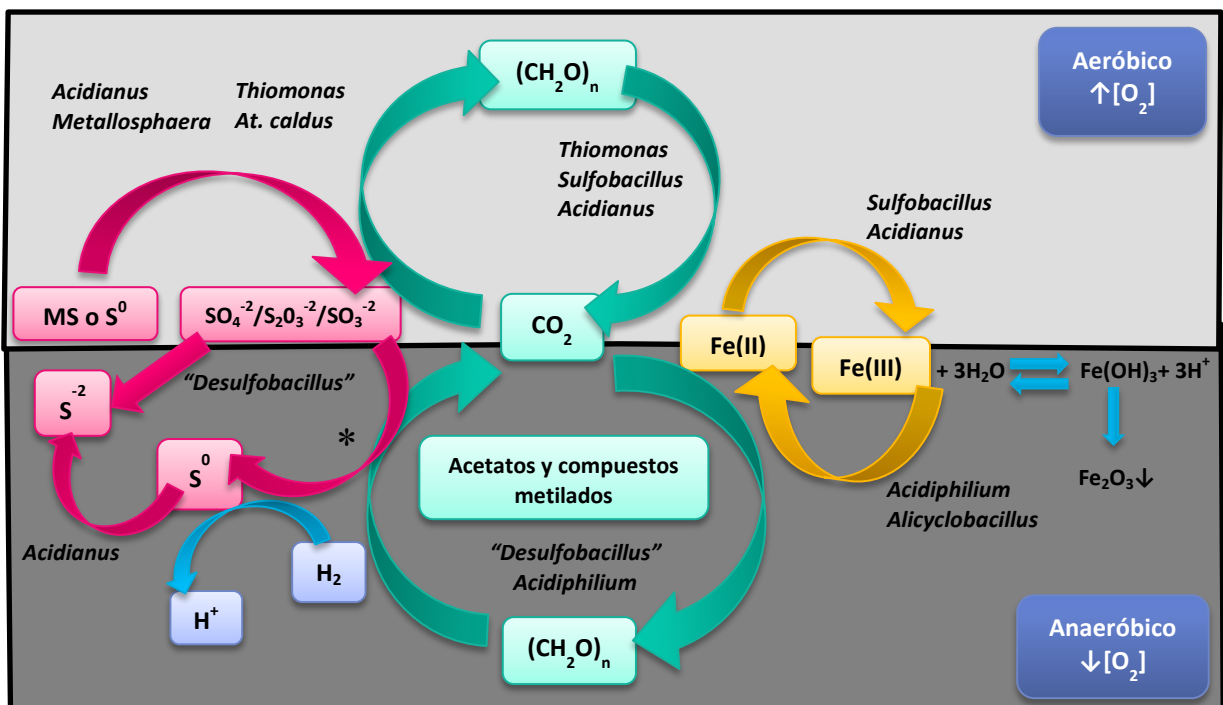 Aeróbico
↑[O₂]
(CH₂O)ₙ
Acidianus
Metallosphaera
Thiomonas
At. caldus
Thiomonas
Sulfobacillus
Acidianus
Sulfobacillus
Acidianus
MS o S⁰
SO₄⁻²/S₂0₃⁻²/SO₃⁻²
CO₂
Fe(II)
Fe(III)
+ 3H₂O
Fe(OH)₃+ 3H⁺
Fe₂O₃↓
"Desulfobacillus"
S⁻²
*
S⁰
Acetatos y compuestos
metilados
Acidiphilium
Alicyclobacillus
Acidianus
H₂
H⁺
"Desulfobacillus"
Acidiphilium
(CH₂O)ₙ
Anaeróbico
↓[O₂]